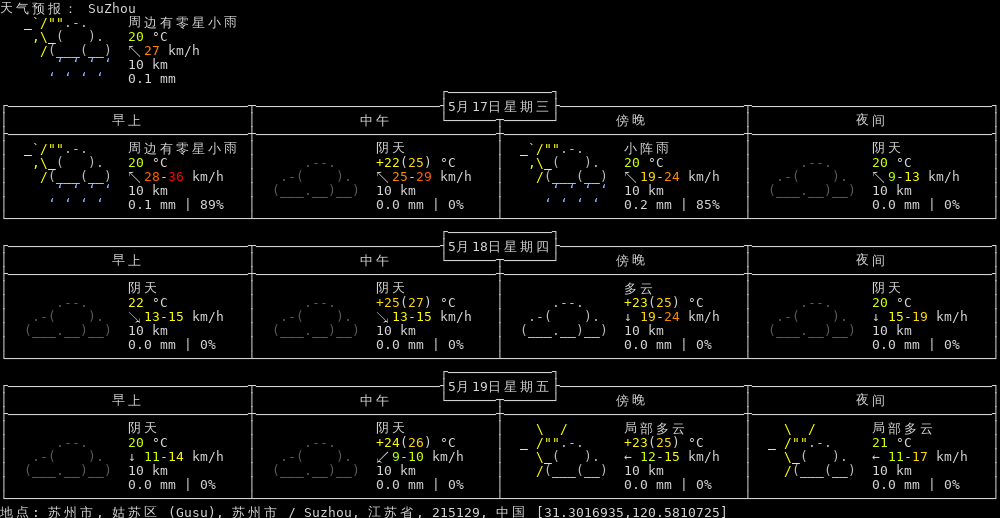 天气预报: SuZhou
周边有零星小雨
20 °C
↖27 km/h
10 km
0.1 mm
5月17日星期三
早上 中午 傍晚 夜间
周边有零星小雨 阴天 小阵雨 阴天
20 °C +22(25) °C 20 °C 20 °C
↖28-36 km/h ↖25-29 km/h ↖19-24 km/h ↖9-13 km/h
10 km 10 km 10 km 10 km
0.1 mm | 89% 0.0 mm | 0% 0.2 mm | 85% 0.0 mm | 0%
5月18日星期四
早上 中午 傍晚 夜间
阴天 阴天 多云 阴天
22 °C +25(27) °C +23(25) °C 20 °C
↘13-15 km/h ↘13-15 km/h ↓ 19-24 km/h ↓ 15-19 km/h
10 km 10 km 10 km 10 km
0.0 mm | 0% 0.0 mm | 0% 0.0 mm | 0% 0.0 mm | 0%
5月19日星期五
早上 中午 傍晚 夜间
阴天 阴天 局部多云 局部多云
20 °C +24(26) °C +23(25) °C 21 °C
↓ 11-14 km/h ↙9-10 km/h ← 12-15 km/h ← 11-17 km/h
10 km 10 km 10 km 10 km
0.0 mm | 0% 0.0 mm | 0% 0.0 mm | 0% 0.0 mm | 0%
地点: 苏州市, 姑苏区 (Gusu), 苏州市 / Suzhou, 江苏省, 215129, 中国 [31.3016935,120.5810725]